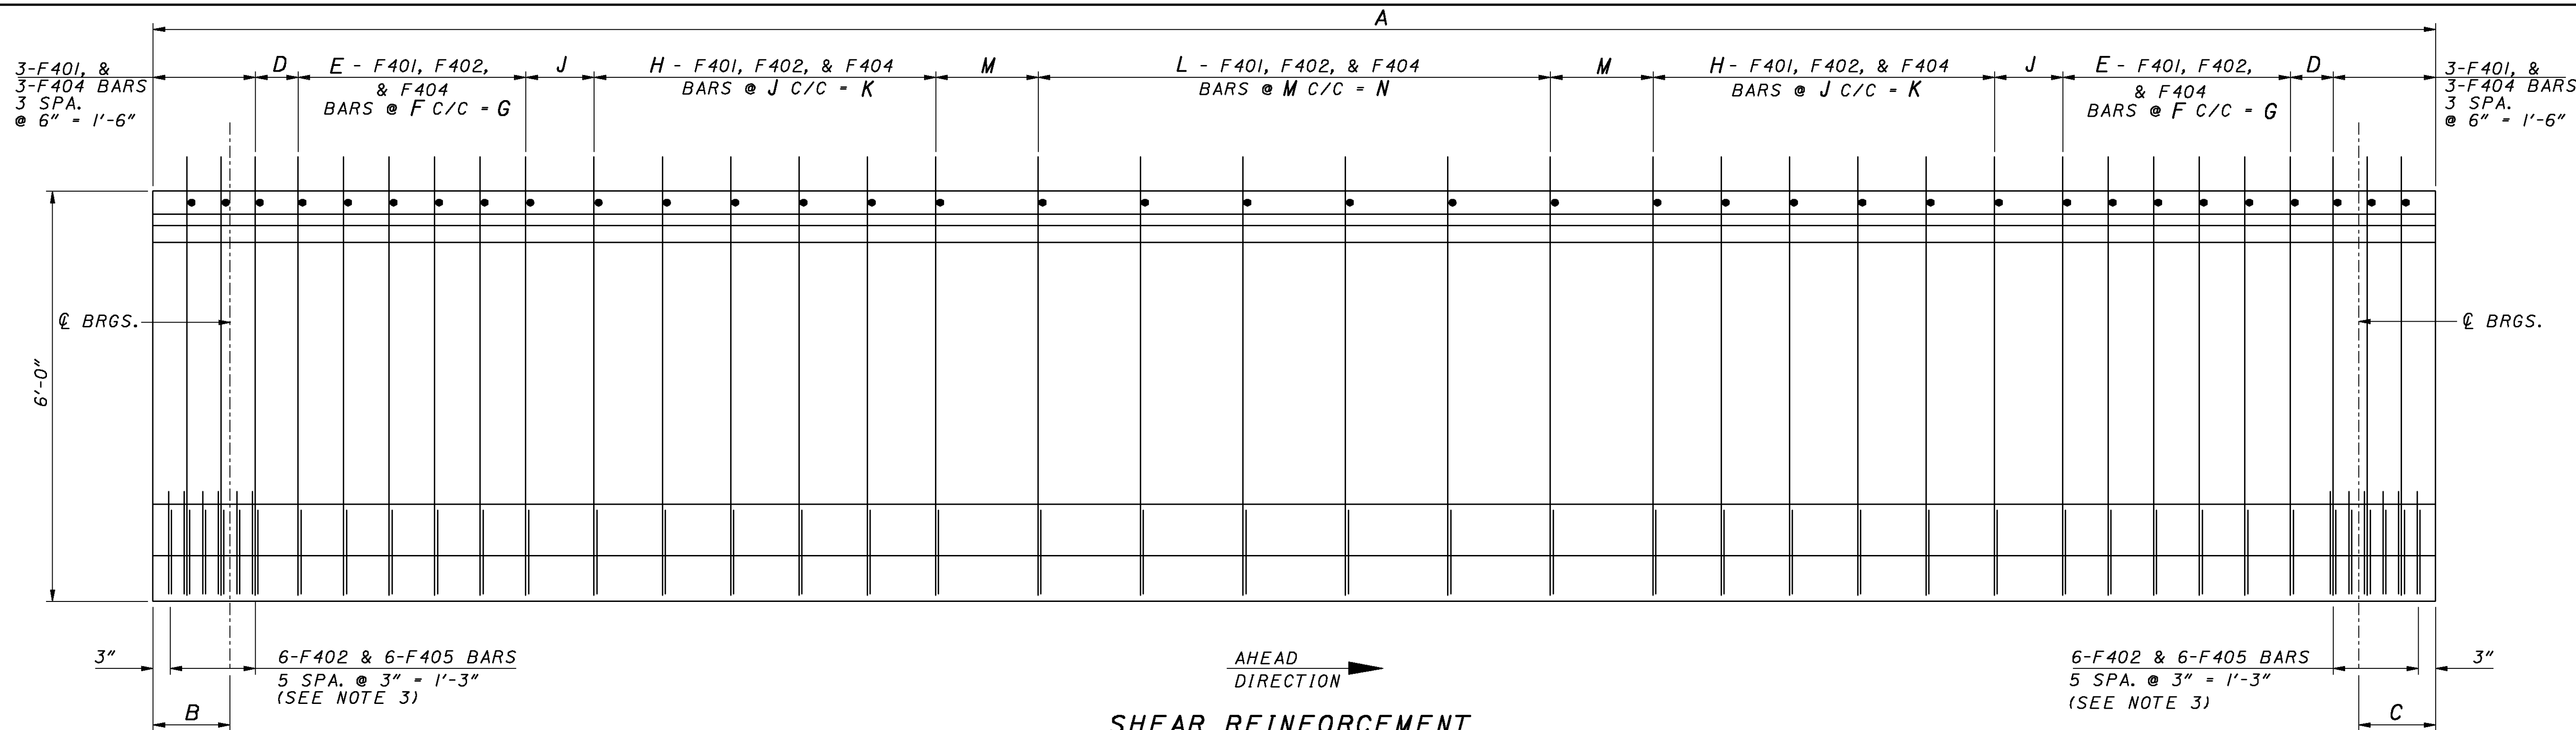 A
3-F401, &
3-F404 BARS
3 SPA.
@ 6" = 1'-6"
D
E - F401, F402,
& F404
BARS @ F C/C = G
J
H - F401, F402, & F404
BARS @ J C/C = K
M
L - F401, F402, & F404
BARS @ M C/C = N
M
H - F401, F402, & F404
BARS @ J C/C = K
J
E - F401, F402,
& F404
BARS @ F C/C = G
D
3-F401, &
3-F404 BARS
3 SPA.
@ 6" = 1'-6"
℄ BRGS.
℄ BRGS.
6'-0"
3"
6-F402 & 6-F405 BARS
5 SPA. @ 3" = 1'-3"
(SEE NOTE 3)
B
AHEAD
DIRECTION
6-F402 & 6-F405 BARS
5 SPA. @ 3" = 1'-3"
(SEE NOTE 3)
3"
C
SHEAR REINFORCEMENT